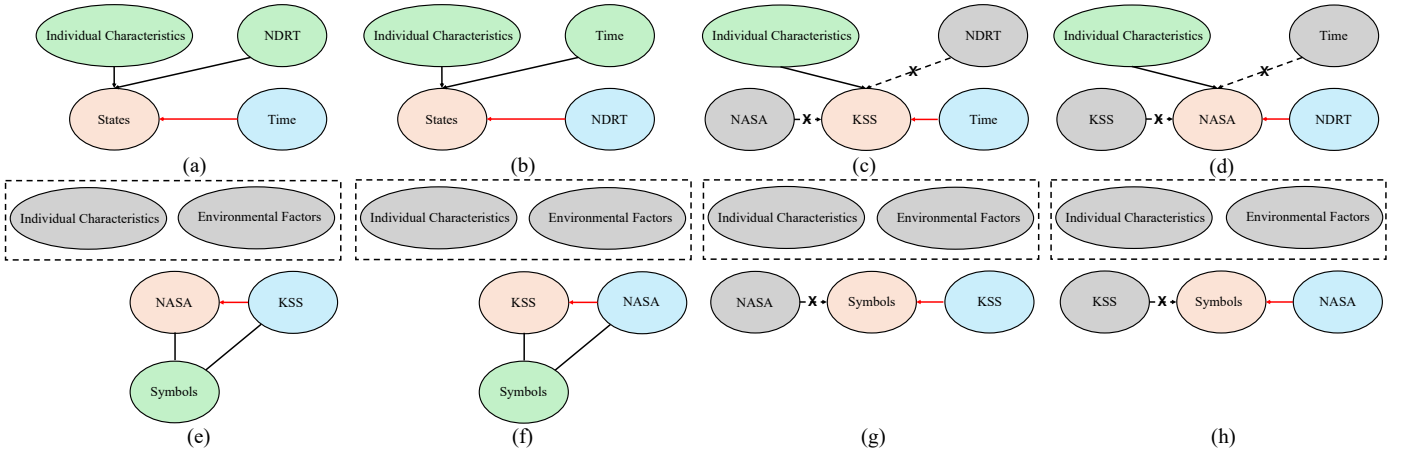 Individual Characteristics
NDRT
States
Time
(a)
Individual Characteristics
Time
States
NDRT
(b)
Individual Characteristics
NDRT
X
NASA
X
KSS
Time
(c)
Individual Characteristics
Time
X
KSS
X
NASA
NDRT
(d)
Individual Characteristics
Environmental Factors
NASA
KSS
Symbols
(e)
Individual Characteristics
Environmental Factors
KSS
NASA
Symbols
(f)
Individual Characteristics
Environmental Factors
NASA
X
Symbols
KSS
(g)
Individual Characteristics
Environmental Factors
KSS
X
Symbols
NASA
(h)